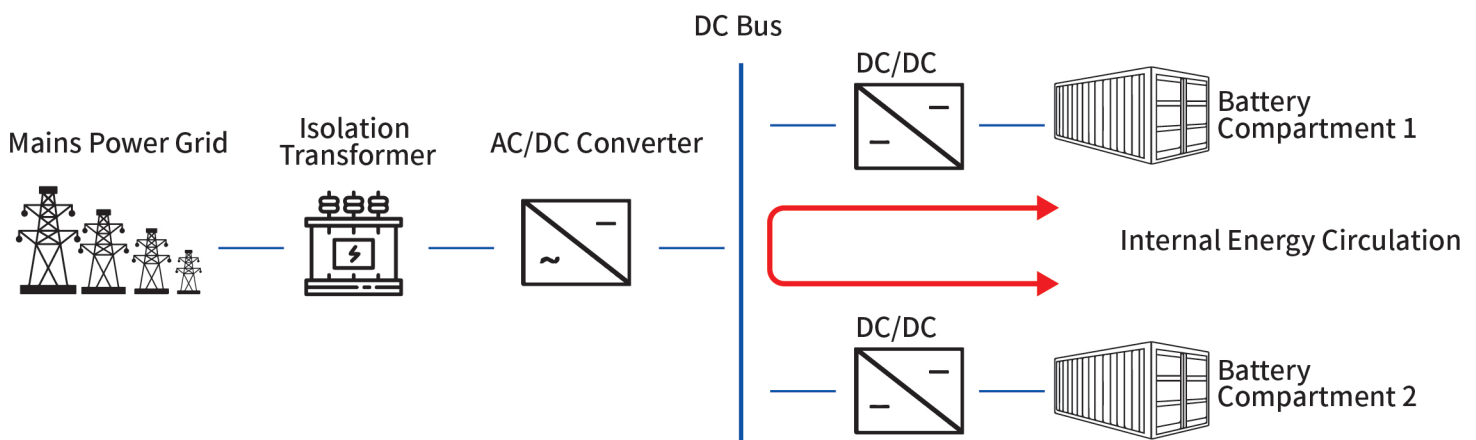 DC Bus
DC/DC
Battery
Compartment 1
Mains Power Grid
Isolation
Transformer
AC/DC Converter
Internal Energy Circulation
DC/DC
Battery
Compartment 2